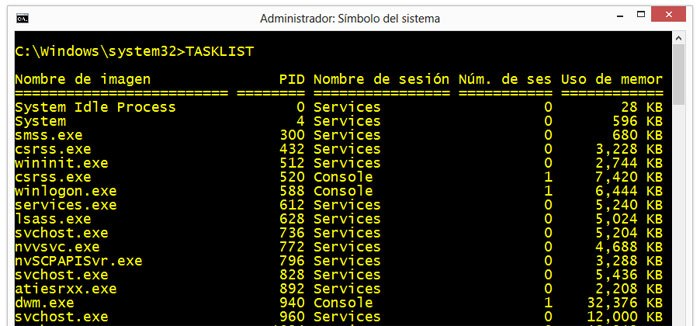 Administrador: Símbolo del sistema
C:\Windows\system32>TASKLIST
Nombre de imagen PID Nombre de sesión Núm. de ses Uso de memor
========================= ======== ================ =========== ============
System Idle Process 0 Services 0 28 KB
System 4 Services 0 596 KB
smss.exe 300 Services 0 680 KB
csrss.exe 432 Services 0 3,228 KB
wininit.exe 512 Services 0 2,744 KB
csrss.exe 520 Console 1 7,420 KB
winlogon.exe 588 Console 1 6,444 KB
services.exe 612 Services 0 5,240 KB
lsass.exe 628 Services 0 5,024 KB
svchost.exe 736 Services 0 5,204 KB
nvvsvc.exe 772 Services 0 4,688 KB
nvSCPAPISvr.exe 796 Services 0 3,288 KB
svchost.exe 828 Services 0 5,436 KB
atiesrxx.exe 892 Services 0 2,208 KB
dwm.exe 940 Console 1 32,376 KB
svchost.exe 960 Services 0 12,000 KB